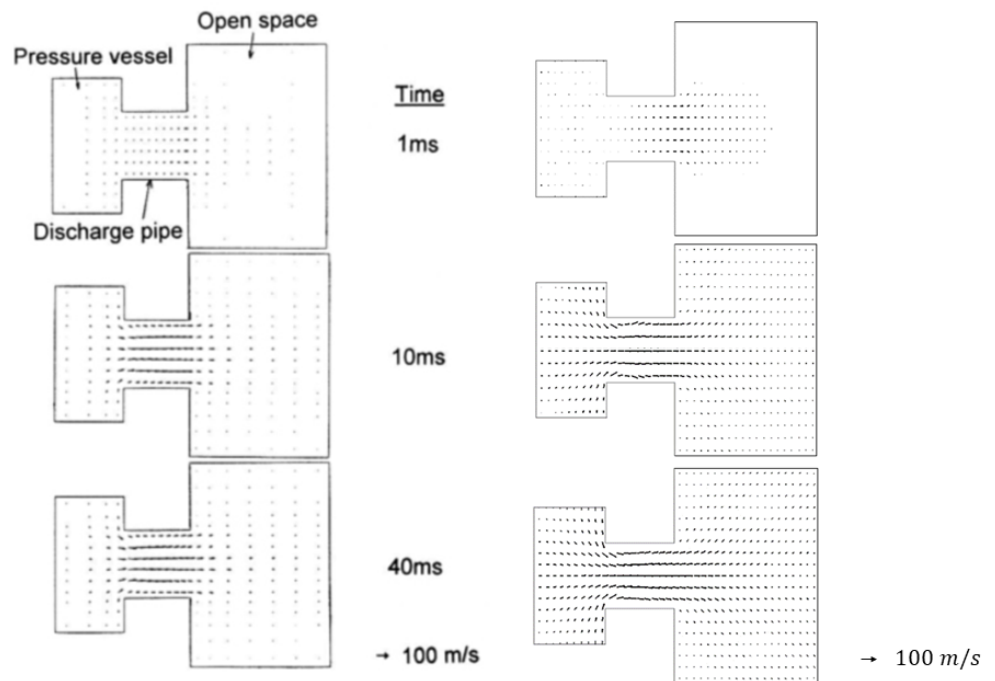 Open space
Pressure vessel
Time
1ms
Discharge pipe
10ms
40ms
→ 100 m/s
→ 100 m/s